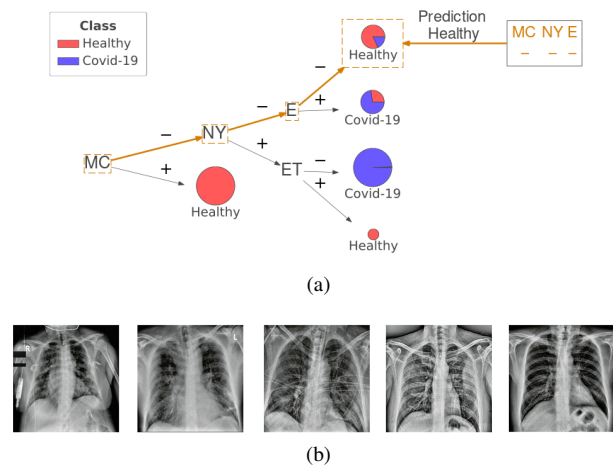 Class
Healthy
Covid-19
Prediction
Healthy
MC NY E
– – –
–
Healthy
–
E
+
Covid-19
–
NY
+
MC
+
Healthy
ET
–
+
Covid-19
Healthy
(a)
R
L
(b)